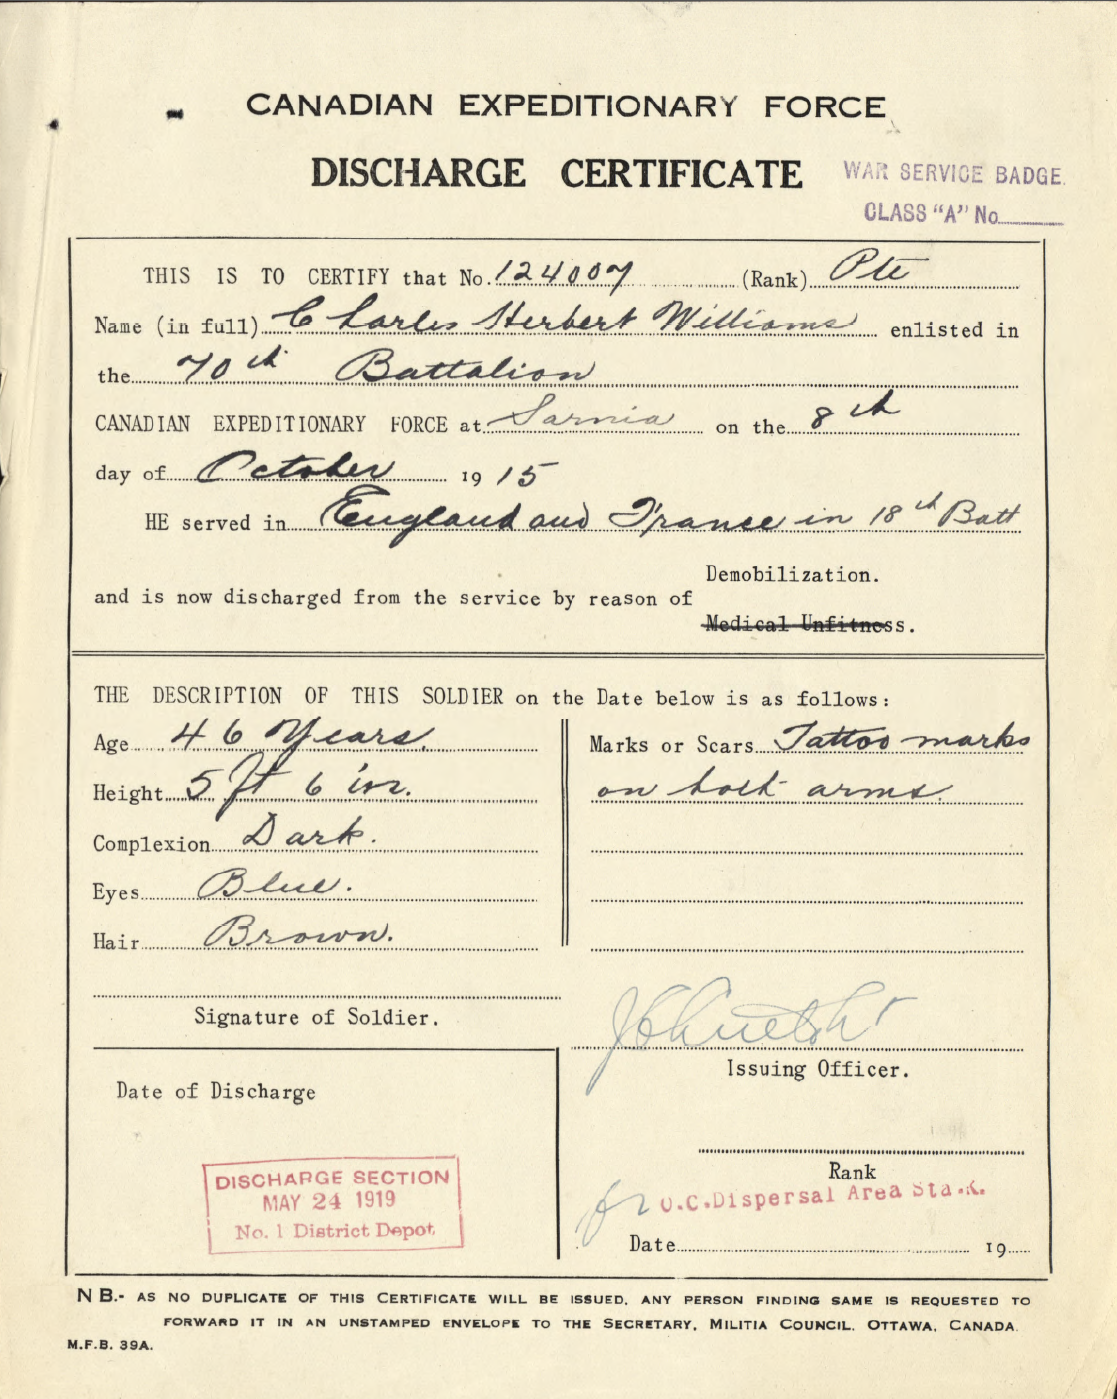 CANADIAN EXPEDITIONARY FORCE
DISCHARGE CERTIFICATE
WAR SERVICE BADGE.
CLASS "A" No
THIS IS TO CERTIFY that No. 124007 (Rank) Pte
Name (in full) Charles Herbert Williams enlisted in
the 70th Battalion
CANADIAN EXPEDITIONARY FORCE at Sarnia on the 8th
day of October 1915
HE served in England and France in 18th Batt
Demobilization.
and is now discharged from the service by reason of
Medical Unfitness.
THE DESCRIPTION OF THIS SOLDIER on the Date below is as follows:
Age 46 Years.
Height 5 ft 6 in.
Complexion Dark.
Eyes Blue.
Hair Brown.
Marks or Scars Tattoo marks
on both arms.
Signature of Soldier.
Issuing Officer.
Date of Discharge
DISCHARGE SECTION
MAY 24 1919
No. 1 District Depot.
Rank
for O.C. Dispersal Area Sta.K.
Date 19
N B.- AS NO DUPLICATE OF THIS CERTIFICATE WILL BE ISSUED, ANY PERSON FINDING SAME IS REQUESTED TO
FORWARD IT IN AN UNSTAMPED ENVELOPE TO THE SECRETARY, MILITIA COUNCIL. OTTAWA, CANADA.
M.F.B. 39A.